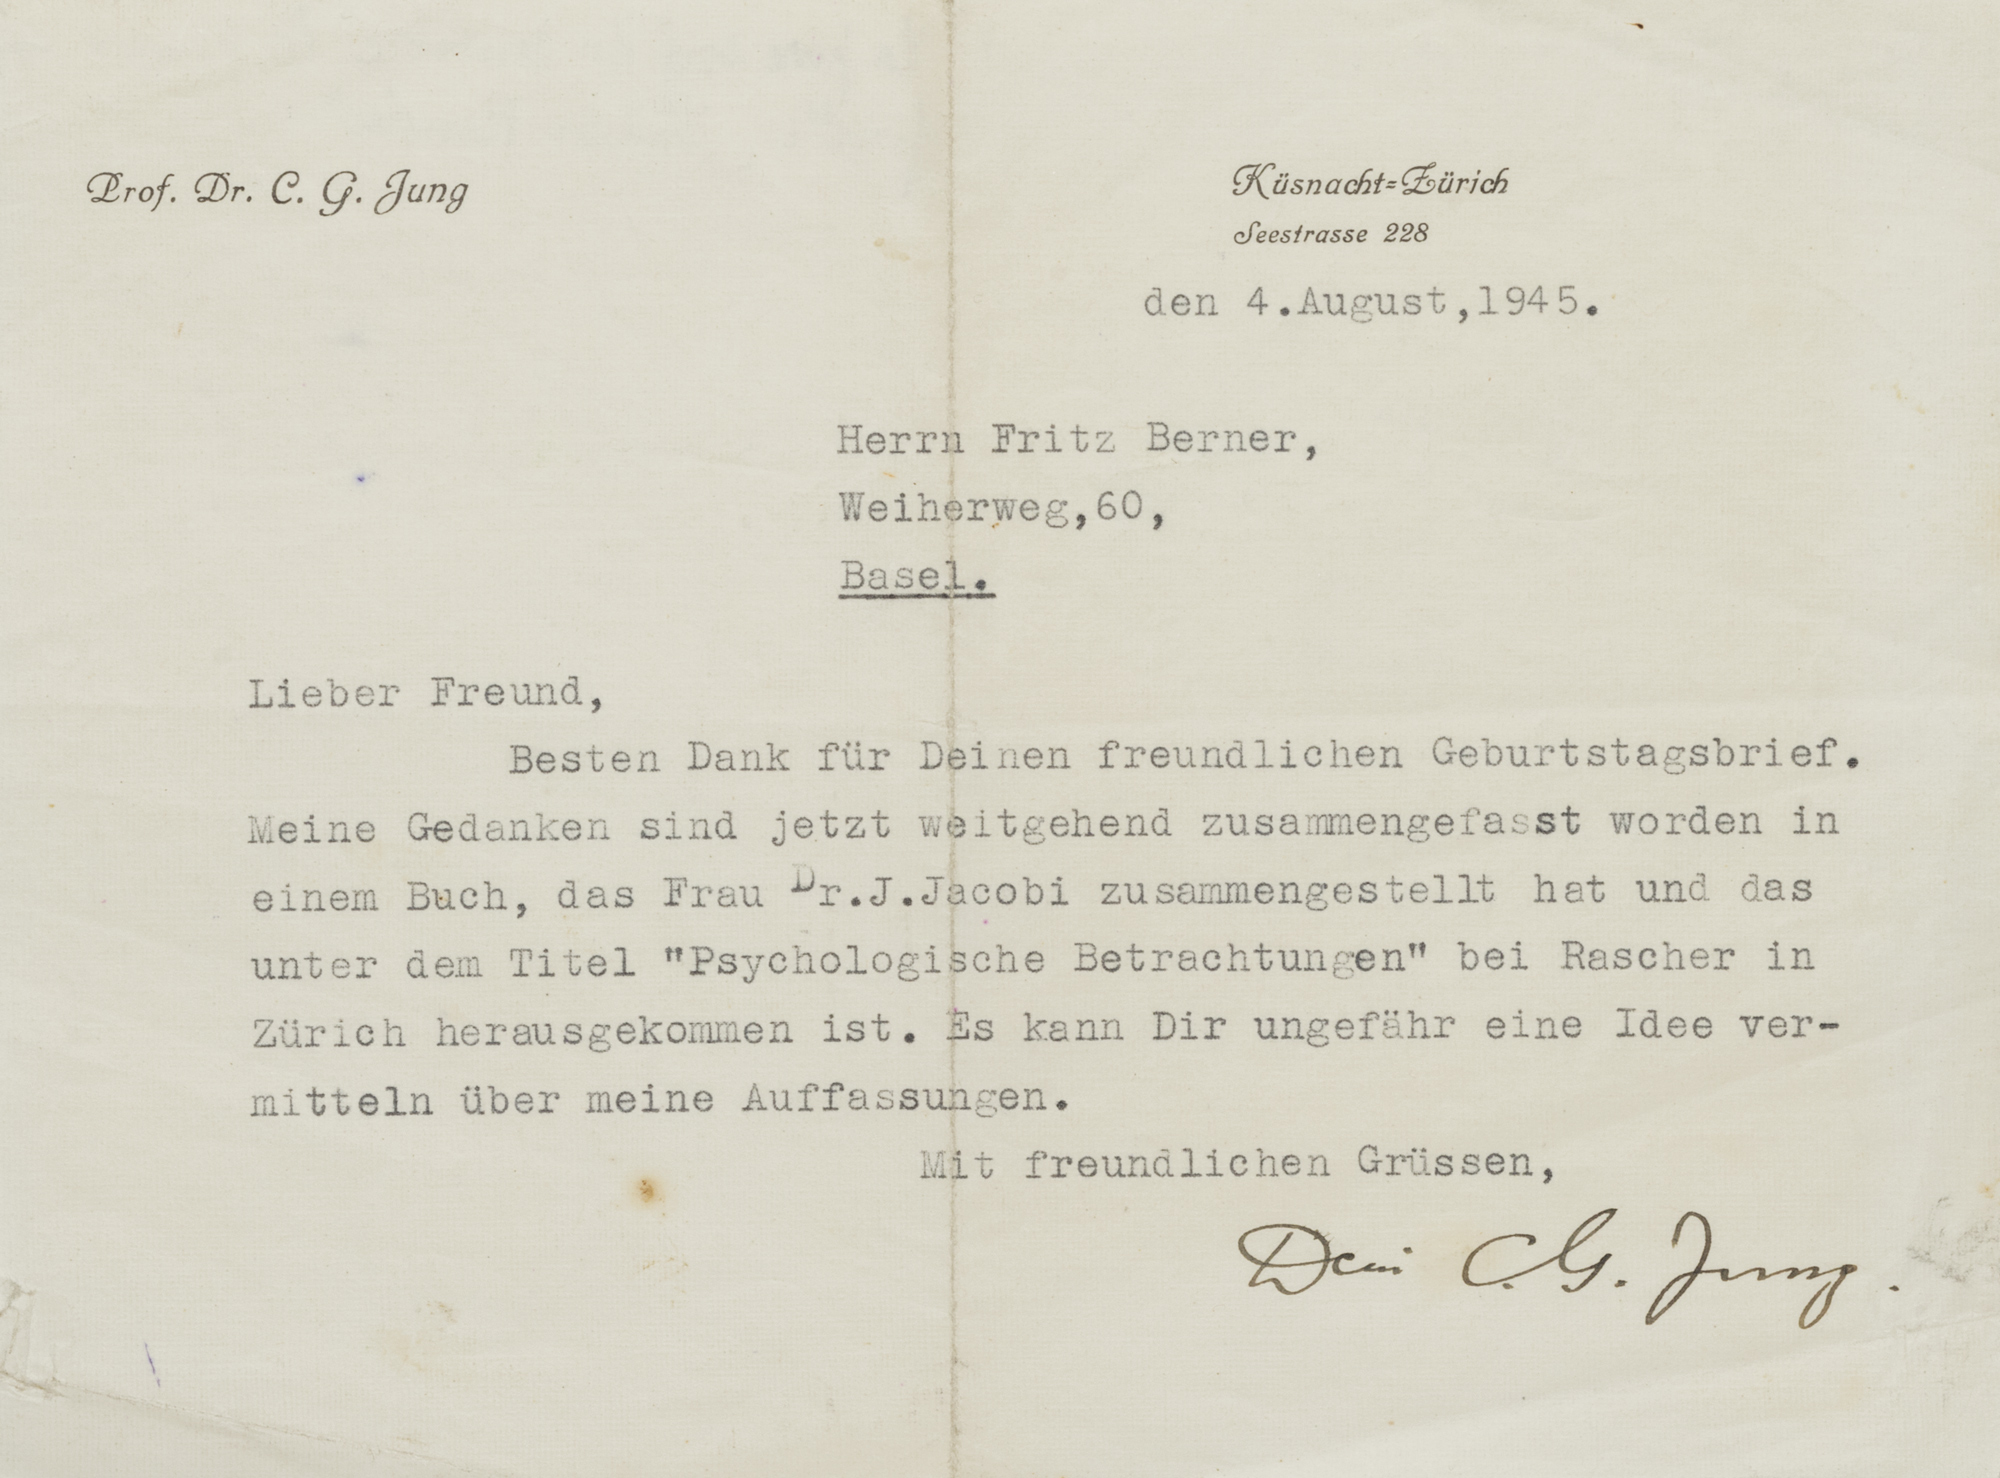 Prof. Dr. C. G. Jung
Küsnacht=Zürich
Seestrasse 228
den 4.August,1945.
Herrn Fritz Berner,
Weiherweg,60,
Basel.
Lieber Freund,
Besten Dank für Deinen freundlichen Geburtstagsbrief.
Meine Gedanken sind jetzt weitgehend zusammengefasst worden in
einem Buch, das Frau Dr.J.Jacobi zusammengestellt hat und das
unter dem Titel "Psychologische Betrachtungen" bei Rascher in
Zürich herausgekommen ist. Es kann Dir ungefähr eine Idee ver-
mitteln über meine Auffassungen.
Mit freundlichen Grüssen,
Dein C. G. Jung.